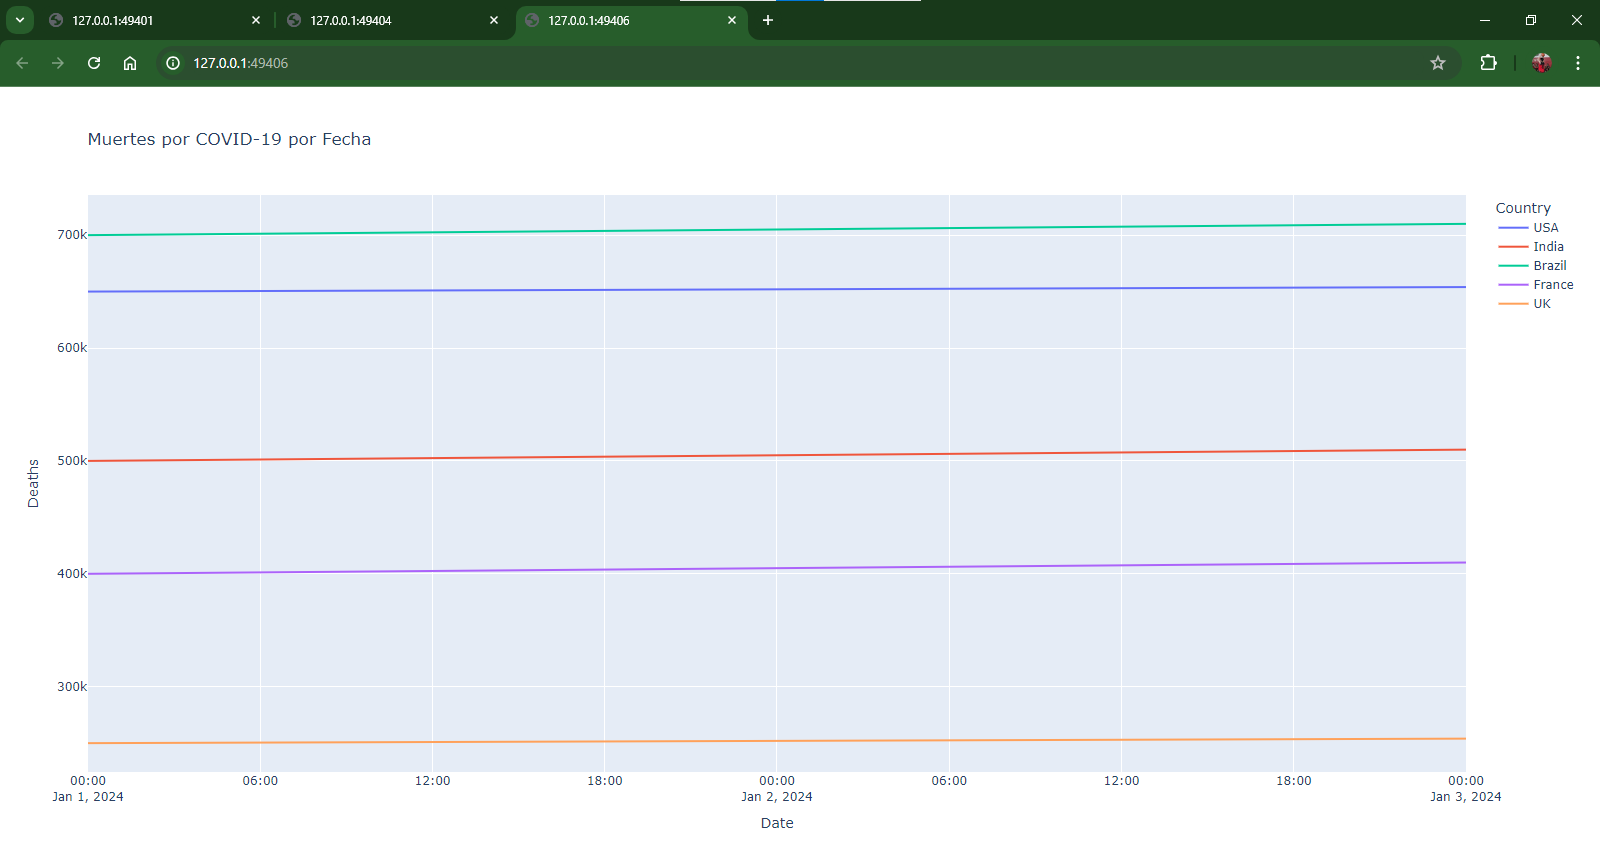 127.0.0.1:49401
127.0.0.1:49404
127.0.0.1:49406
127.0.0.1:49406
Muertes por COVID-19 por Fecha
Country
USA
India
Brazil
France
UK
700k
600k
500k
400k
300k
Deaths
00:00 06:00 12:00 18:00 00:00 06:00 12:00 18:00 00:00
Jan 1, 2024 Jan 2, 2024 Jan 3, 2024
Date